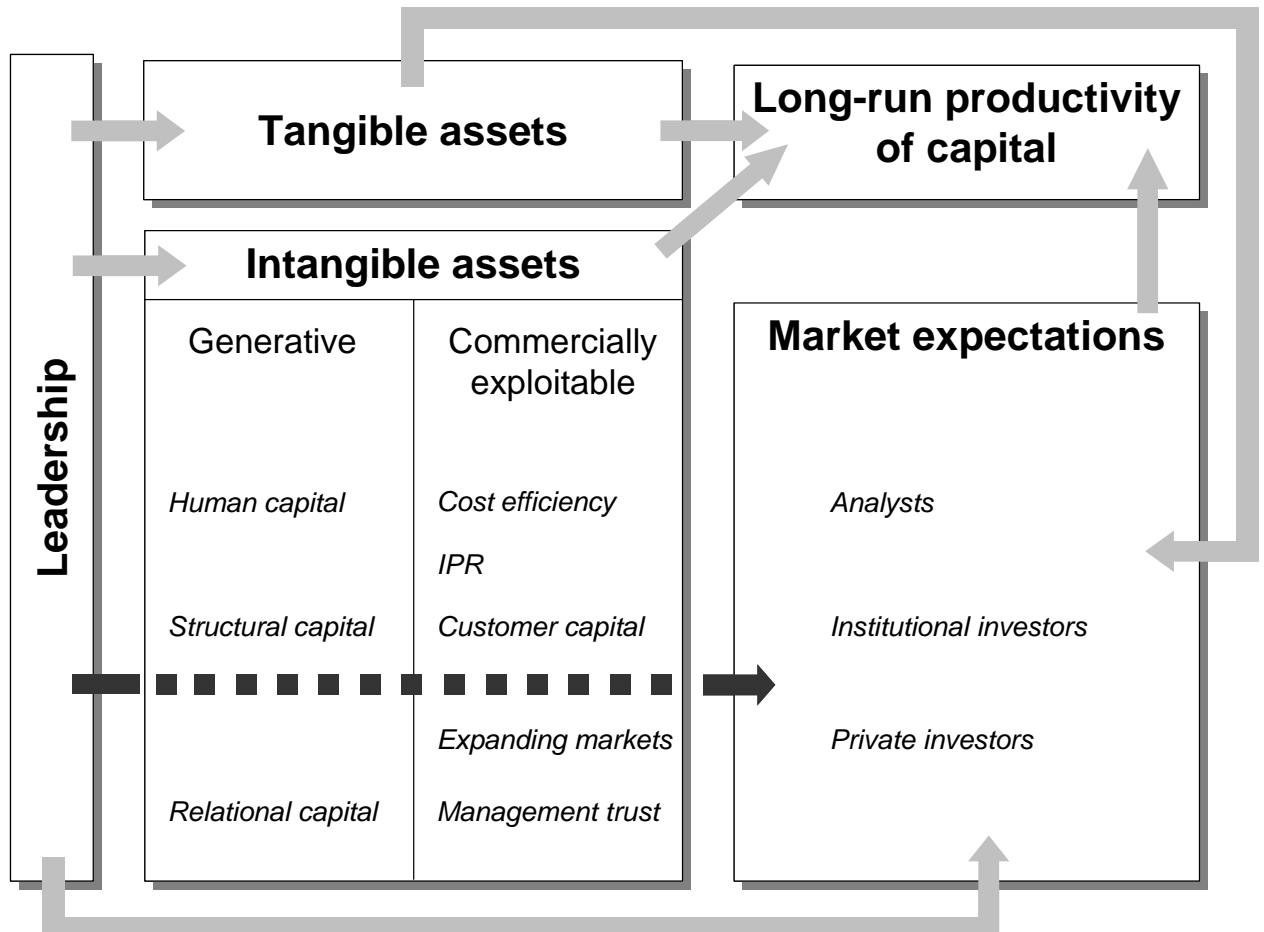 Leadership
Tangible assets
Long-run productivity
of capital
Intangible assets
Generative
Human capital
Structural capital
Relational capital
Commercially
exploitable
Cost efficiency
IPR
Customer capital
Expanding markets
Management trust
Market expectations
Analysts
Institutional investors
Private investors